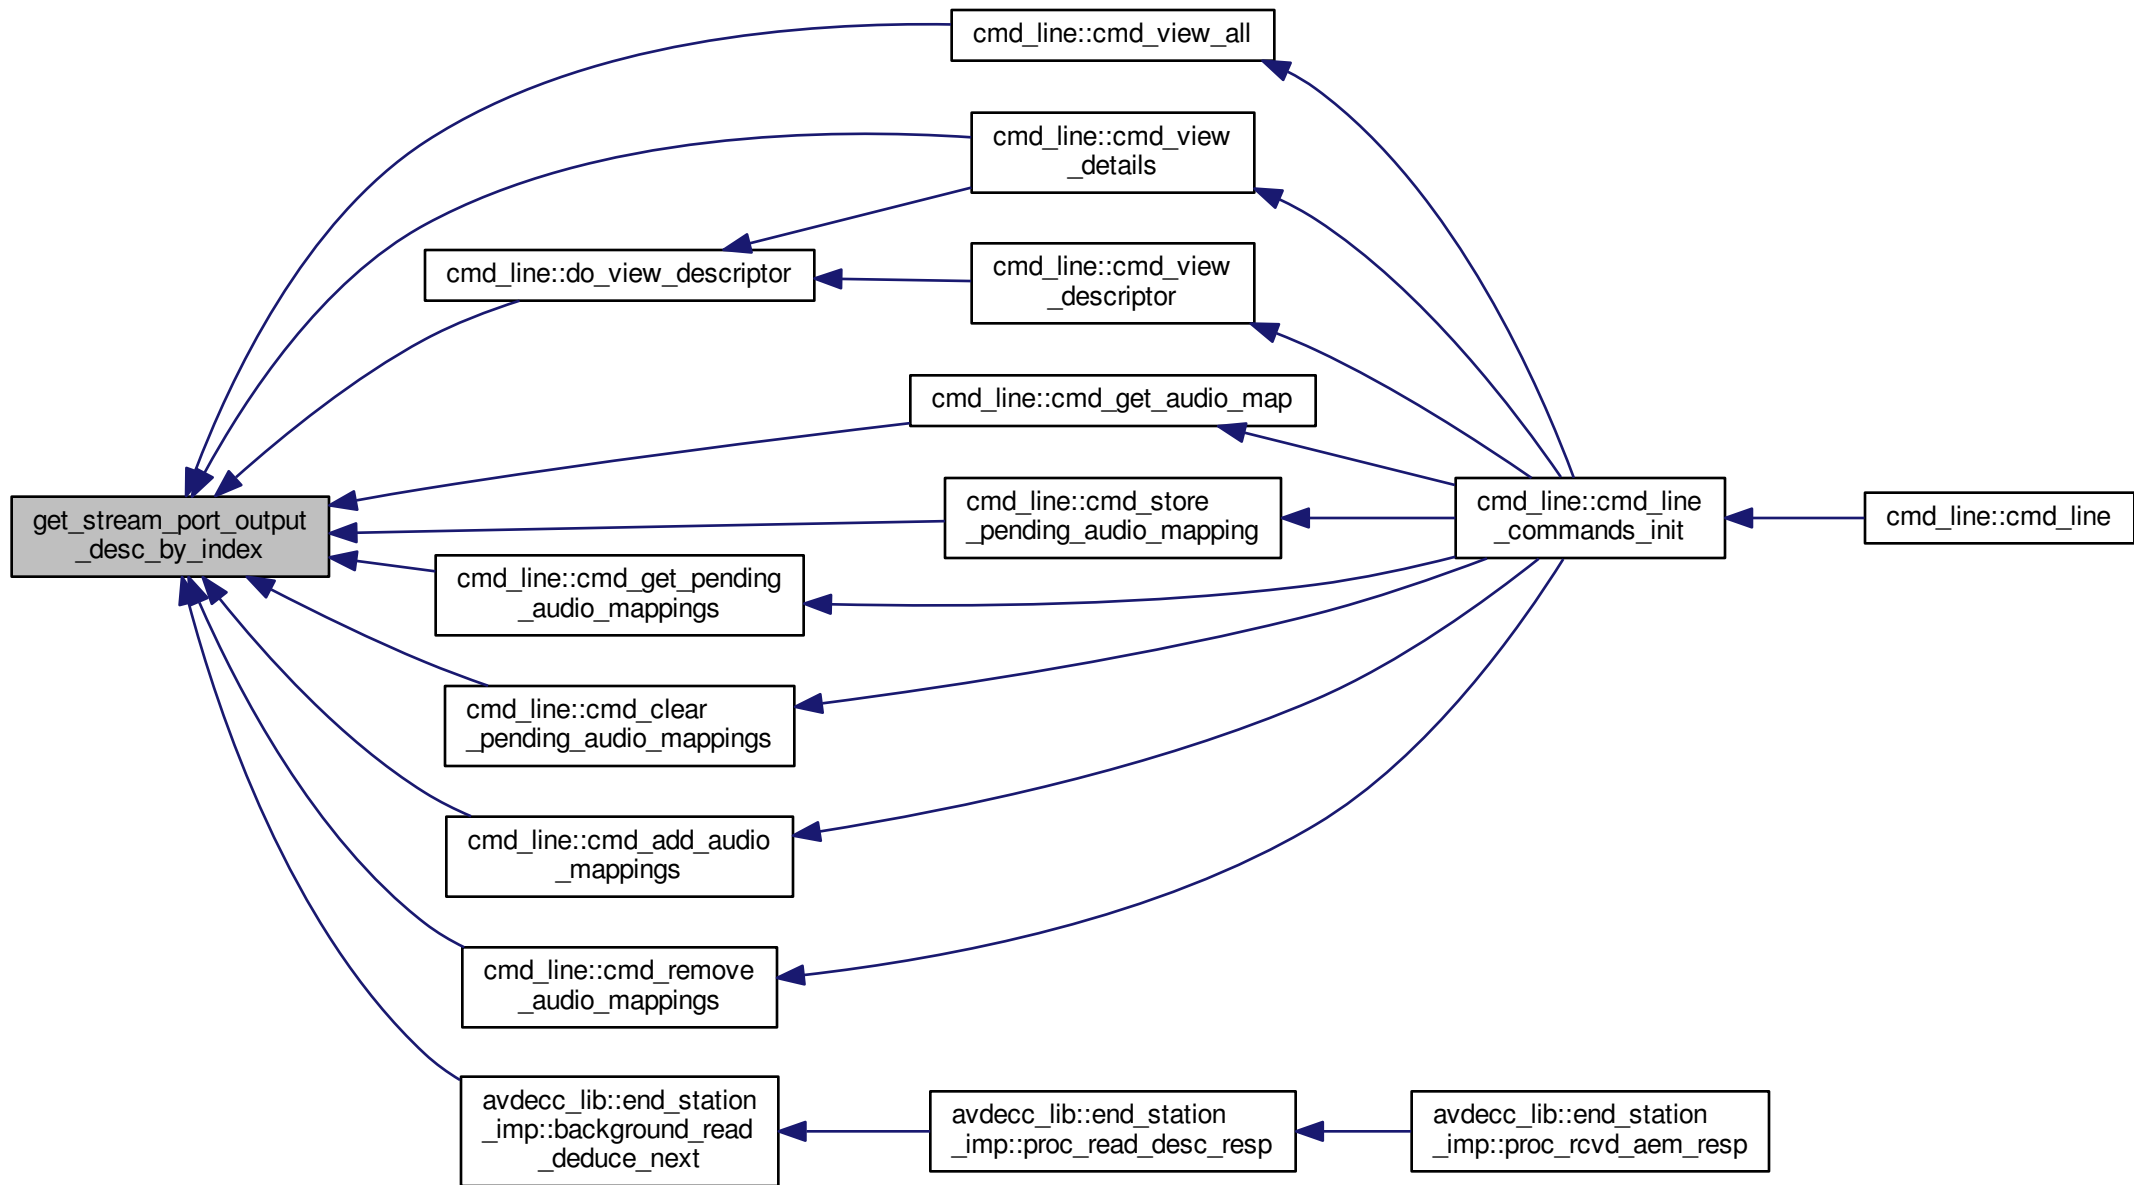 cmd_line::cmd_view_all
cmd_line::cmd_view
_details
cmd_line::do_view_descriptor
cmd_line::cmd_view
_descriptor
cmd_line::cmd_get_audio_map
get_stream_port_output
_desc_by_index
cmd_line::cmd_store
_pending_audio_mapping
cmd_line::cmd_line
_commands_init
cmd_line::cmd_line
cmd_line::cmd_get_pending
_audio_mappings
cmd_line::cmd_clear
_pending_audio_mappings
cmd_line::cmd_add_audio
_mappings
cmd_line::cmd_remove
_audio_mappings
avdecc_lib::end_station
_imp::background_read
_deduce_next
avdecc_lib::end_station
_imp::proc_read_desc_resp
avdecc_lib::end_station
_imp::proc_rcvd_aem_resp